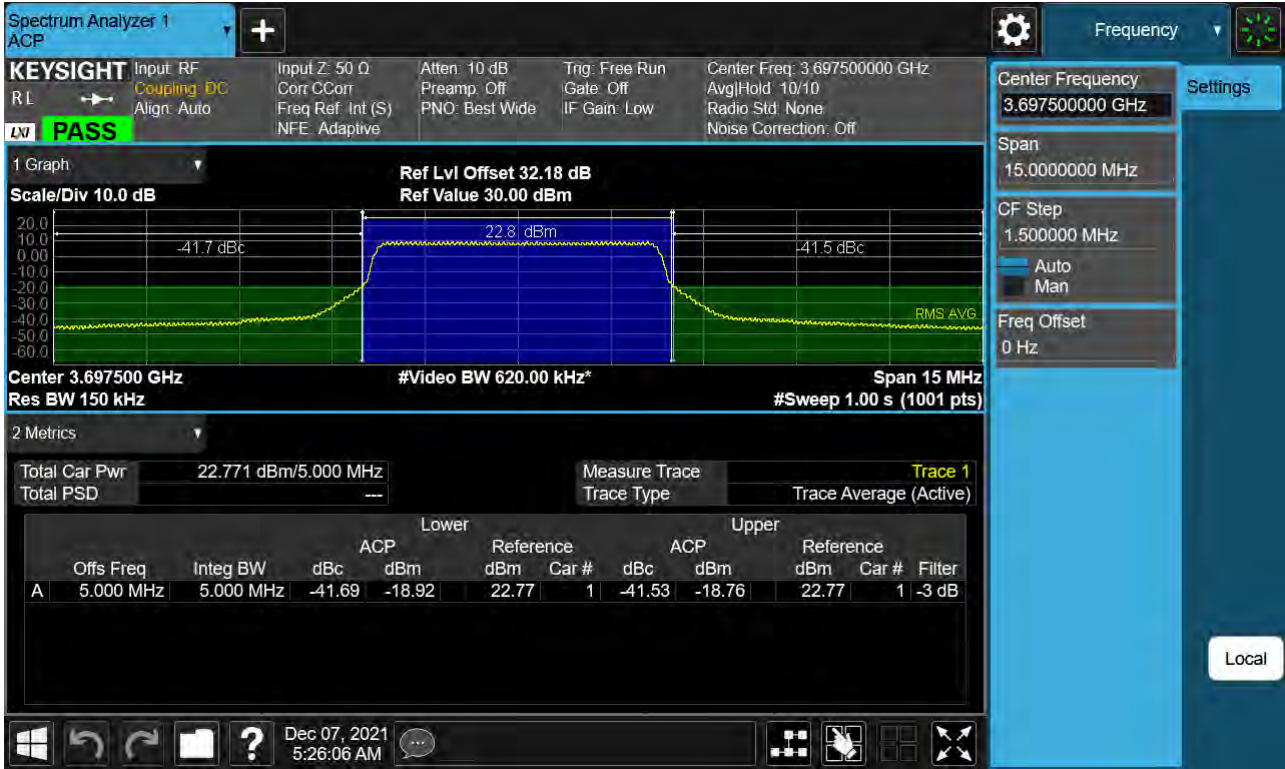 Spectrum Analyzer 1
ACP
Frequency
KEYSIGHT
R L
LXI
PASS
Input: RF
Coupling: DC
Align: Auto
Input Z: 50 Ω
Corr CCorr
Freq Ref: Int (S)
NFE: Adaptive
Atten: 10 dB
Preamp: Off
PNO: Best Wide
Trig: Free Run
Gate: Off
IF Gain: Low
Center Freq: 3.697500000 GHz
Avg|Hold: 10/10
Radio Std: None
Noise Correction: Off
Center Frequency
3.697500000 GHz
Settings
Span
15.0000000 MHz
CF Step
1.500000 MHz
Auto
Man
Freq Offset
0 Hz
Local
1 Graph
Scale/Div 10.0 dB
Ref Lvl Offset 32.18 dB
Ref Value 30.00 dBm
20.0
10.0
0.00
-10.0
-20.0
-30.0
-40.0
-50.0
-60.0
-41.7 dBc
22.8 dBm
-41.5 dBc
RMS AVG
Center 3.697500 GHz
#Video BW 620.00 kHz*
Span 15 MHz
Res BW 150 kHz
#Sweep 1.00 s (1001 pts)
2 Metrics
Total Car Pwr 22.771 dBm/5.000 MHz
Total PSD ---
Measure Trace Trace 1
Trace Type Trace Average (Active)
Lower Upper
ACP Reference ACP Reference
Offs Freq Integ BW dBc dBm dBm Car # dBc dBm dBm Car # Filter
A 5.000 MHz 5.000 MHz -41.69 -18.92 22.77 1 -41.53 -18.76 22.77 1 -3 dB
Dec 07, 2021
5:26:06 AM